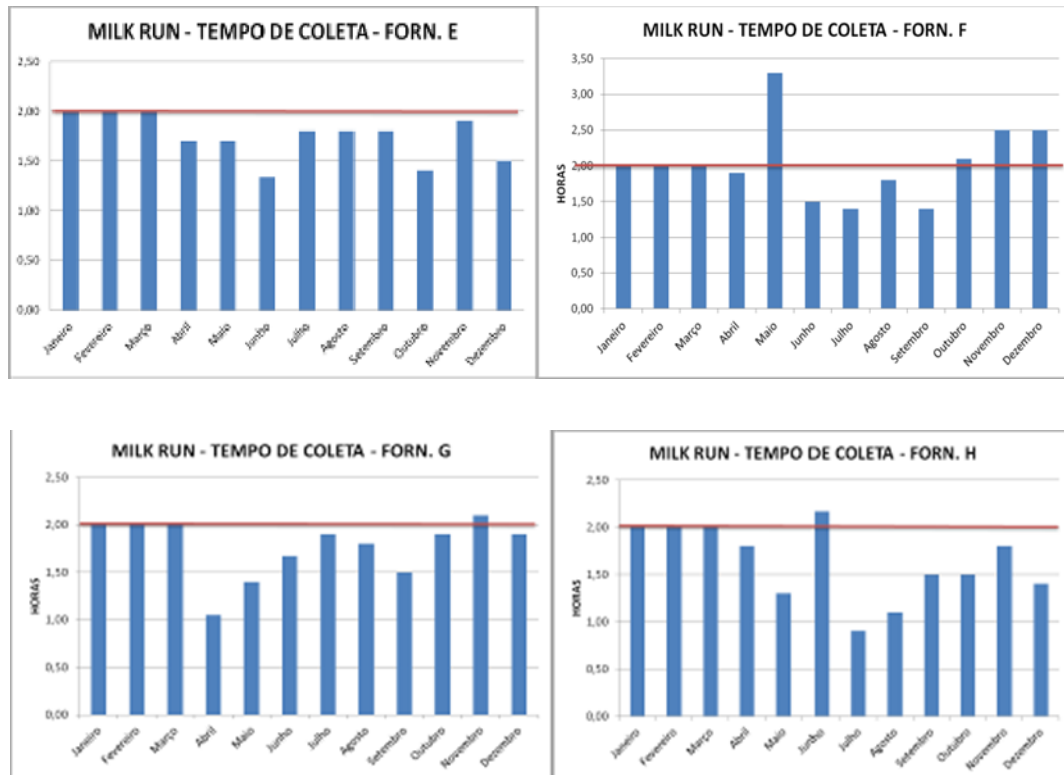 MILK RUN - TEMPO DE COLETA - FORN. E
2,50
2,00
1,50
1,00
0,50
0,00
Janeiro
Fevereiro
Março
Abril
Maio
Junho
Julho
Agosto
Setembro
Outubro
Novembro
Dezembro
MILK RUN - TEMPO DE COLETA - FORN. F
HORAS
3,50
3,00
2,50
2,00
1,50
1,00
0,50
0,00
Janeiro
Fevereiro
Março
Abril
Maio
Junho
Julho
Agosto
Setembro
Outubro
Novembro
Dezembro
MILK RUN - TEMPO DE COLETA - FORN. G
HORAS
2,50
2,00
1,50
1,00
0,50
0,00
Janeiro
Fevereiro
Março
Abril
Maio
Junho
Julho
Agosto
Setembro
Outubro
Novembro
Dezembro
MILK RUN - TEMPO DE COLETA - FORN. H
HORAS
2,50
2,00
1,50
1,00
0,50
0,00
Janeiro
Fevereiro
Março
Abril
Maio
Junho
Julho
Agosto
Setembro
Outubro
Novembro
Dezembro